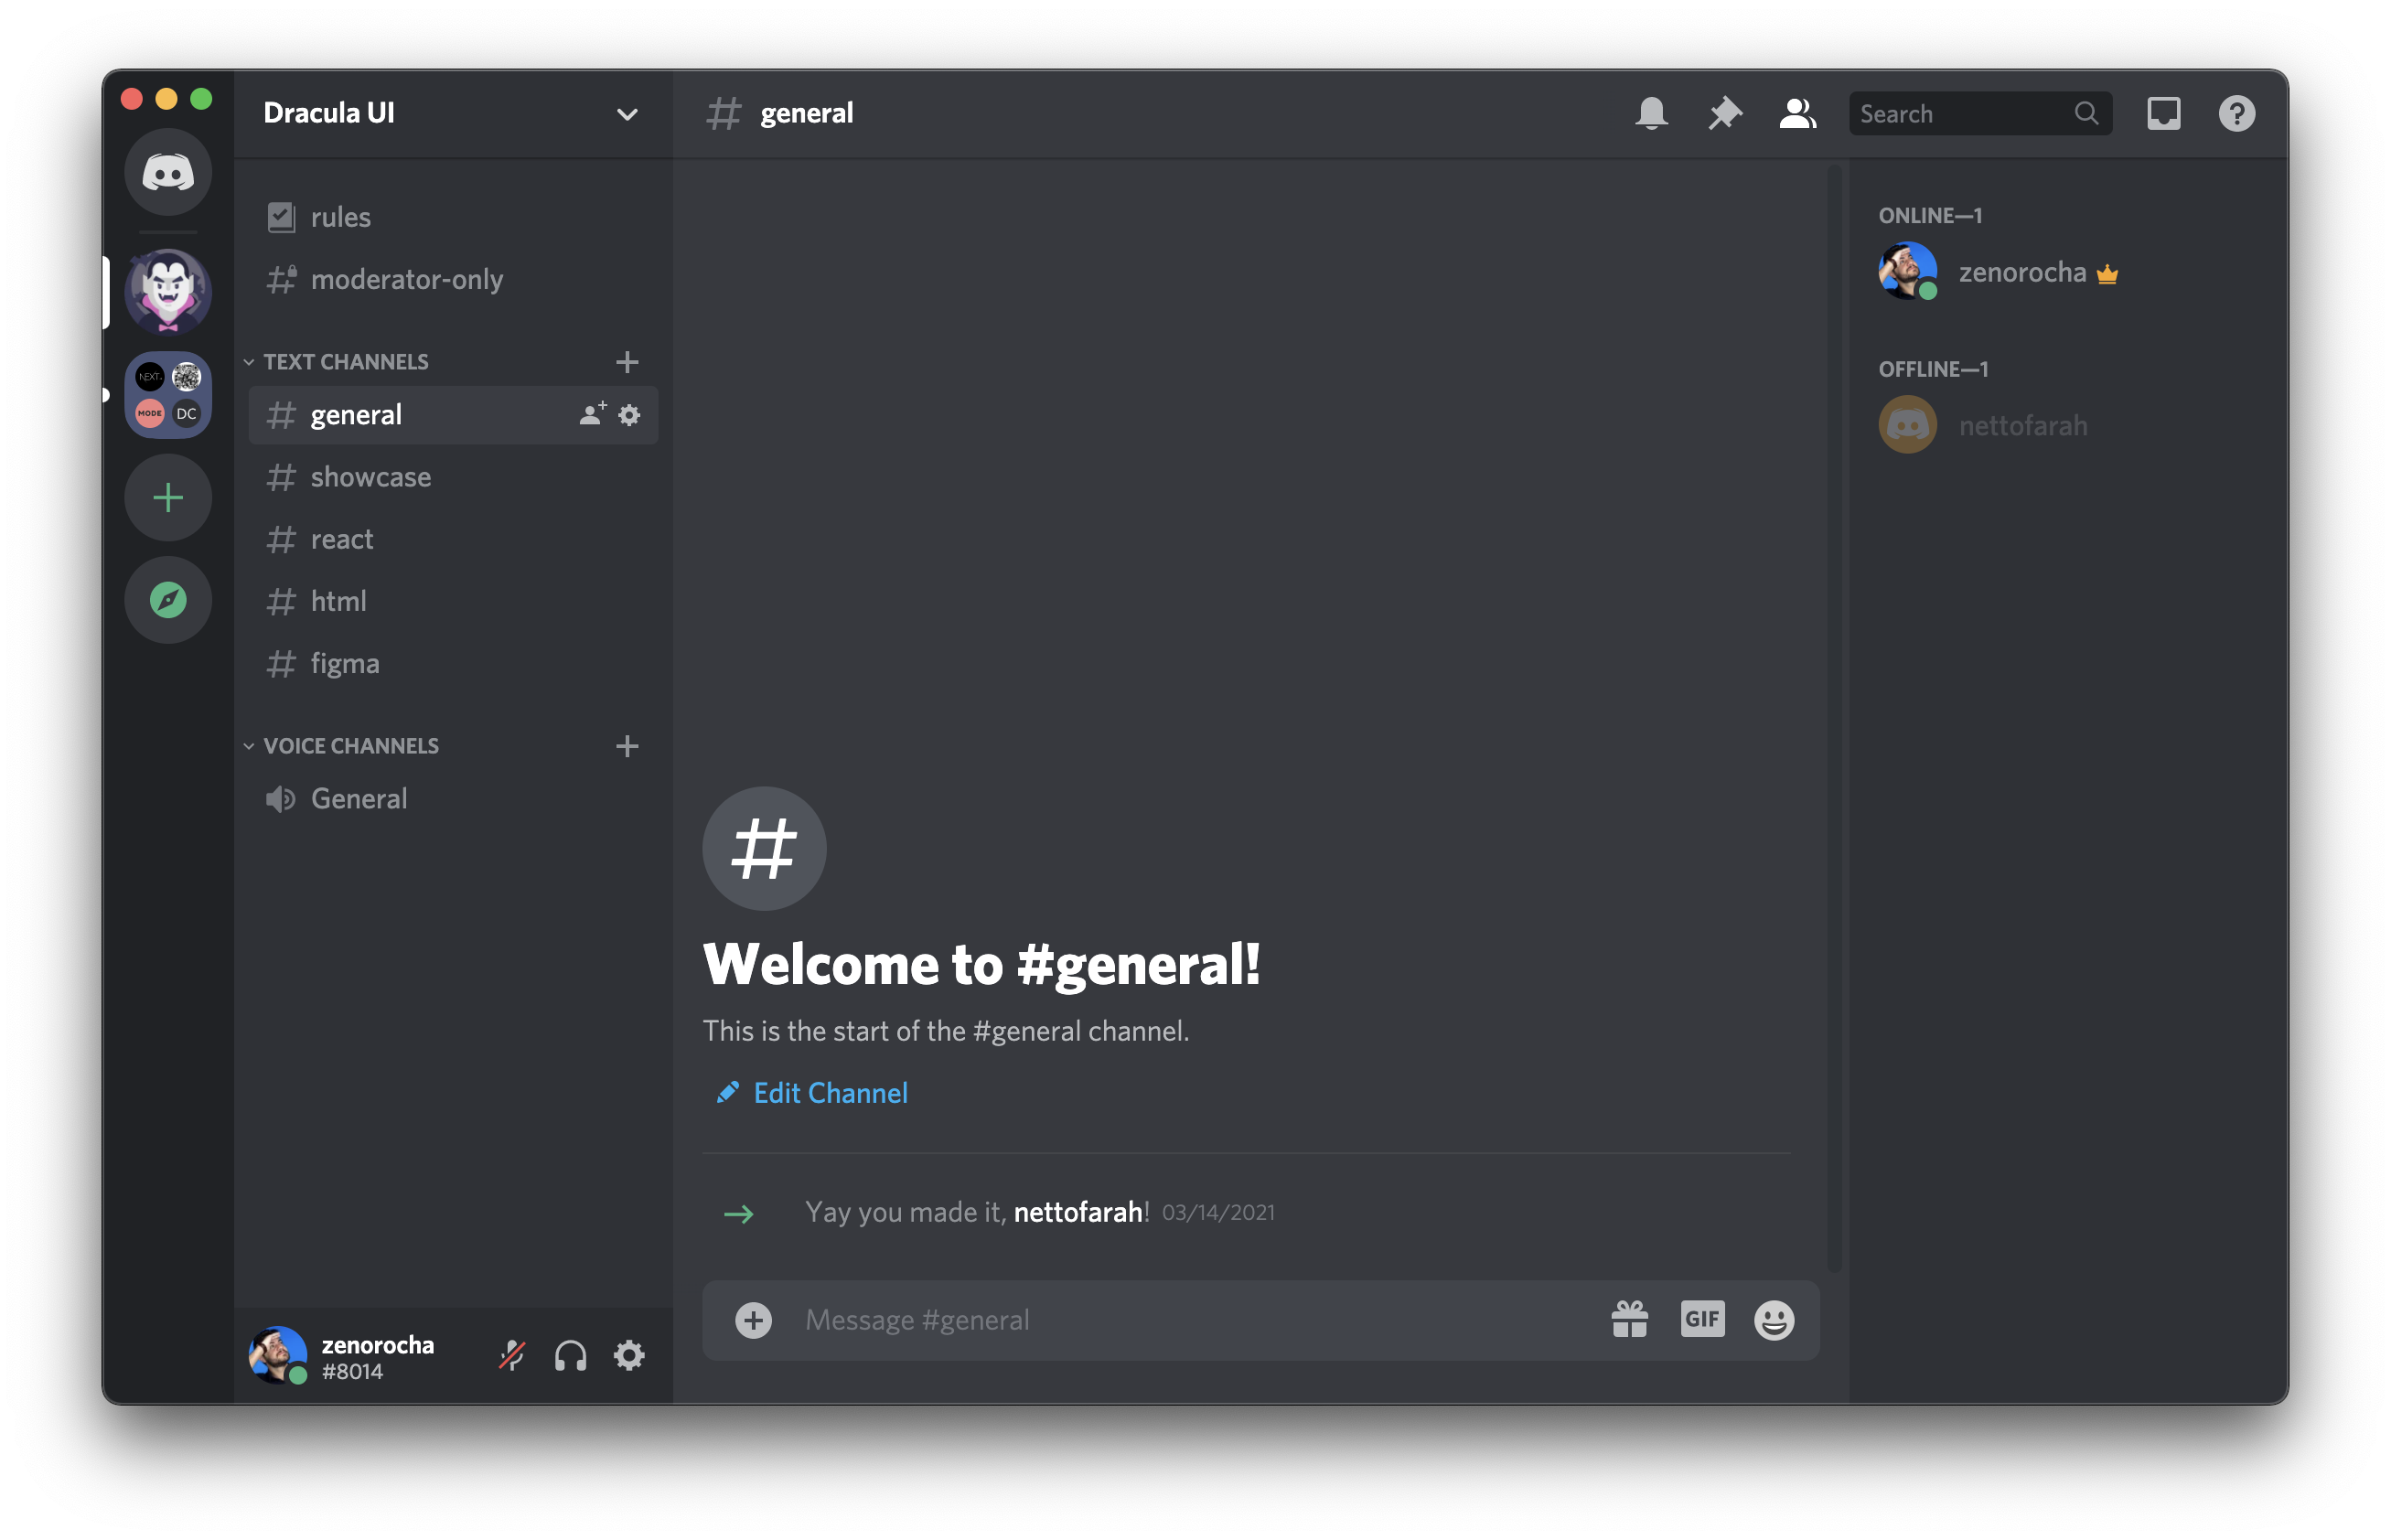 Dracula UI
rules
moderator-only
TEXT CHANNELS
general
showcase
react
html
figma
VOICE CHANNELS
General
NEXT.
MODE
DC
zenorocha
#8014
# general
Search
Welcome to #general!
This is the start of the #general channel.
Edit Channel
Yay you made it, nettofarah! 03/14/2021
Message #general
GIF
ONLINE—1
zenorocha
OFFLINE—1
nettofarah